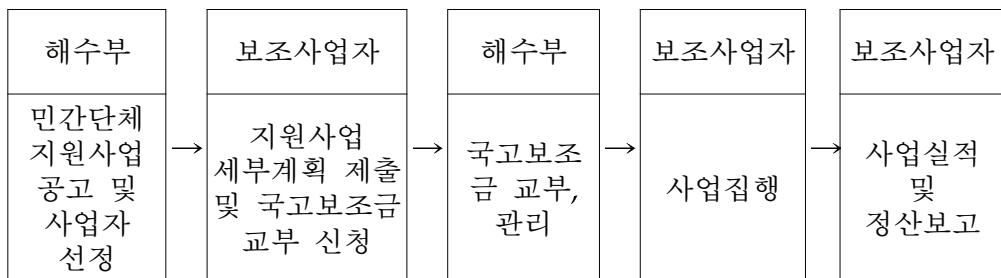 해수부
민간단체
지원사업
공고 및
사업자
선정
→
보조사업자
지원사업
세부계획 제출
및 국고보조금
교부 신청
→
해수부
국고보조
금 교부,
관리
→
보조사업자
사업집행
→
보조사업자
사업실적
및
정산보고